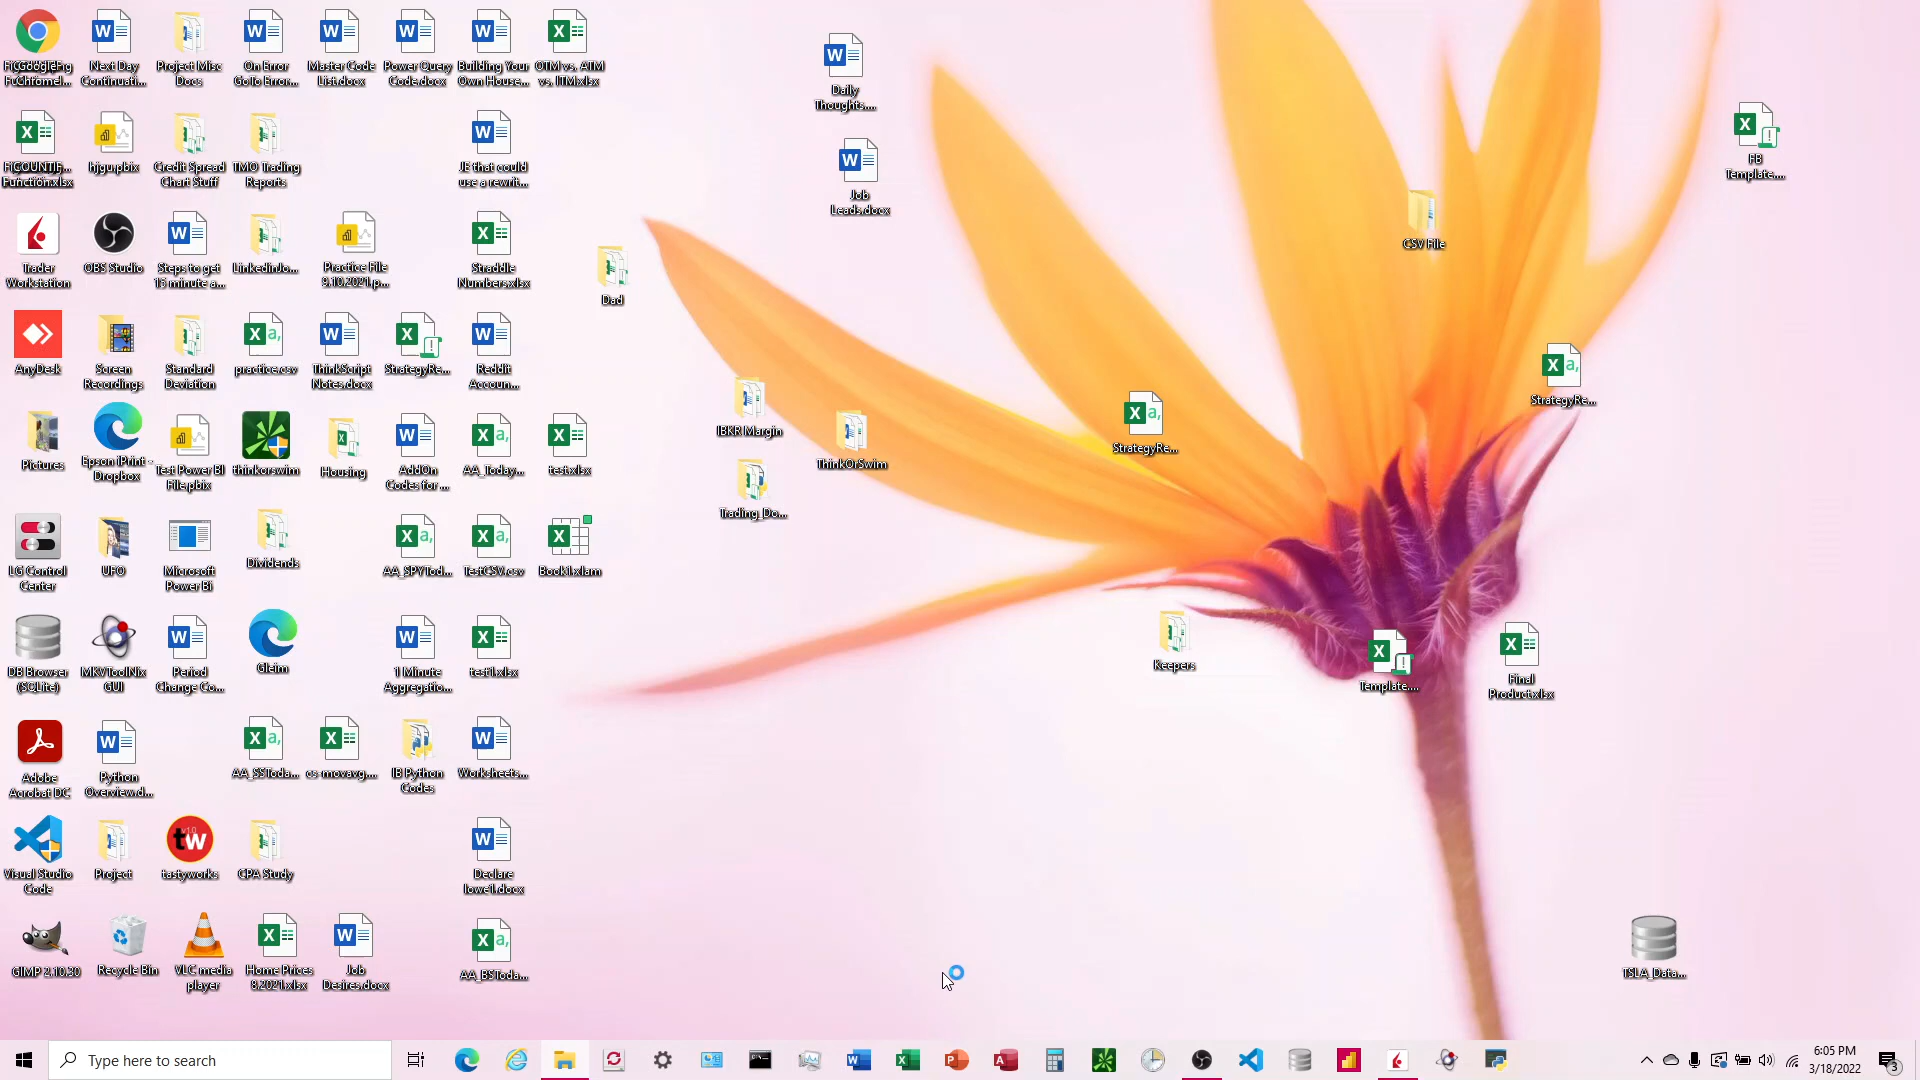 Next Day
Continuati...
Project Misc
Docs
On Error
GoTo Error...
Master Code
List.docx
Power Query
Code.docx
Building Your
Own House...
OTM vs. ATM
vs. ITM.xlsx
Daily
Thoughts....
FB
Template....
Function.xlsx
hjgu.pbix
Credit Spread
Chart Stuff
TMO Trading
Reports
JE that could
use a rewrit...
Job
Leads.docx
Trader
Workstation
OBS Studio
Steps to get
15 minute a...
LinkedinJo...
Practice File
9.10.2021.p...
Straddle
Numbers.xlsx
Dad
CSV File
AnyDesk
Screen
Recordings
Standard
Deviation
practice.csv
ThinkScript
Notes.docx
StrategyRe...
Reddit
Accoun...
StrategyRe...
Pictures
Epson iPrint -
Dropbox
Test Power BI
File.pbix
thinkorswim
Housing
AddOn
Codes for ...
AA_Today...
test.xlsx
IBKR Margin
ThinkOrSwim
StrategyRe...
Trading_Do...
LG Control
Center
UFO
Microsoft
Power Bi
Dividends
AA_SPYTod...
TestCSV.csv
Book1.xlam
DB Browser
(SQLite)
MKVToolNix
GUI
Period
Change Co...
Gleim
1 Minute
Aggregatio...
test1.xlsx
Keepers
Template....
Final
Product.xlsx
Adobe
Acrobat DC
Python
Overview.d...
AA_SSToda...
cs-movavg....
IB Python
Codes
Worksheets...
Visual Studio
Code
Project
tw
v1.0
tastyworks
CPA Study
Declare
lowe1.docx
GIMP 2.10.30
Recycle Bin
VLC media
player
Home Prices
8.2021.xlsx
Job
Desires.docx
AA_BSToda...
TSLA_Data...
Type here to search
6:05 PM
3/18/2022
3